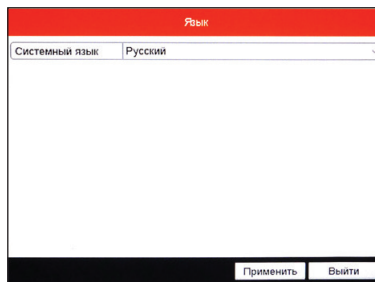 Язык
Системный язык Русский
Применить Выйти